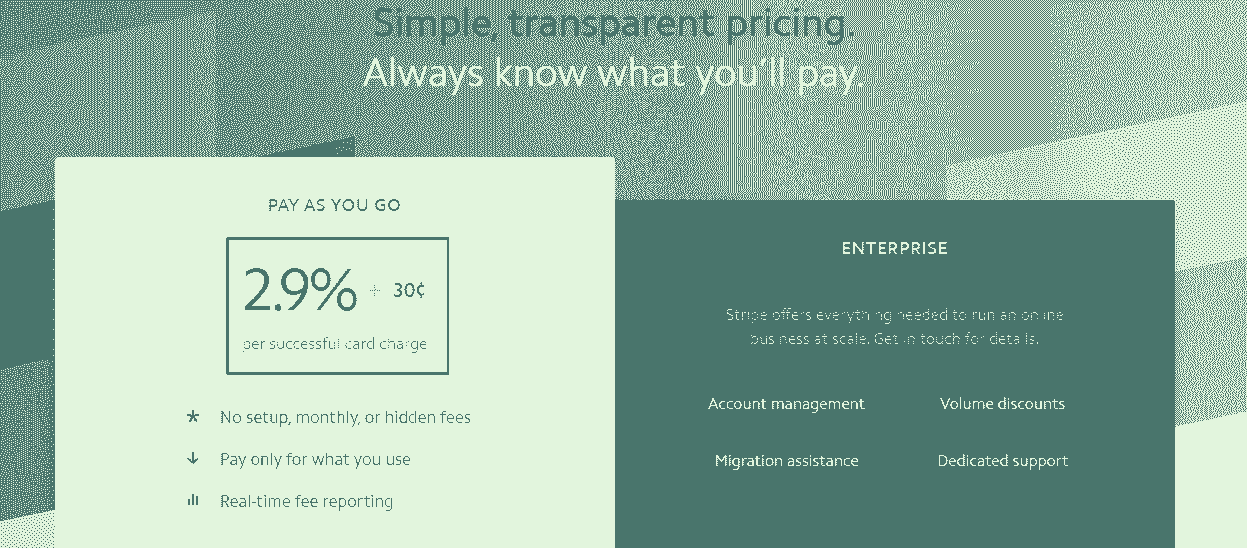 Simple, transparent pricing.
Always know what you'll pay.
PAY AS YOU GO
2.9% + 30¢
per successful card charge
No setup, monthly, or hidden fees
Pay only for what you use
Real-time fee reporting
ENTERPRISE
Stripe offers everything needed to run an online
business at scale. Get in touch for details.
Account management
Volume discounts
Migration assistance
Dedicated support